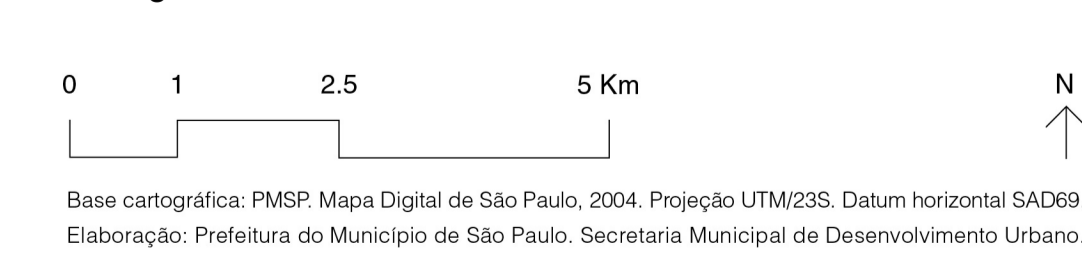 0 1 2.5 5 Km N
Base cartográfica: PMSP. Mapa Digital de São Paulo, 2004. Projeção UTM/23S. Datum horizontal SAD69
Elaboração: Prefeitura do Município de São Paulo. Secretaria Municipal de Desenvolvimento Urbano.